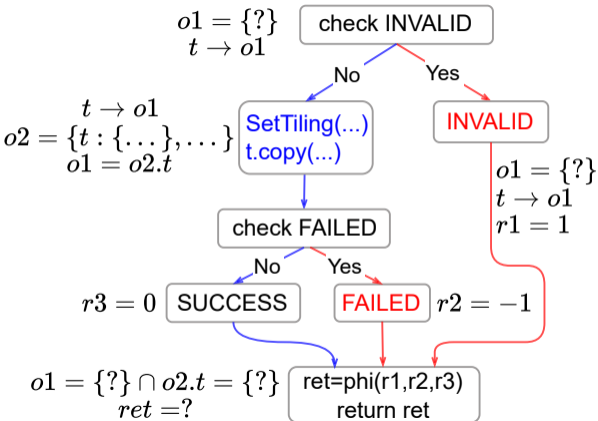 o1 = {?}
t → o1
check INVALID
No
Yes
t → o1
o2 = {t : {...}, ...}
o1 = o2.t
SetTiling(...)
t.copy(...)
INVALID
o1 = {?}
t → o1
r1 = 1
check FAILED
No
Yes
r3 = 0
SUCCESS
FAILED
r2 = −1
o1 = {?} ∩ o2.t = {?}
ret =?
ret=phi(r1,r2,r3)
return ret